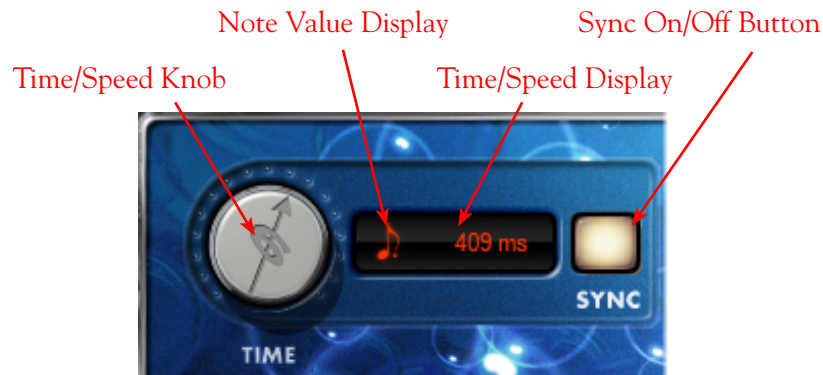 Note Value Display
Sync On/Off Button
Time/Speed Knob
Time/Speed Display
409 ms
SYNC
TIME